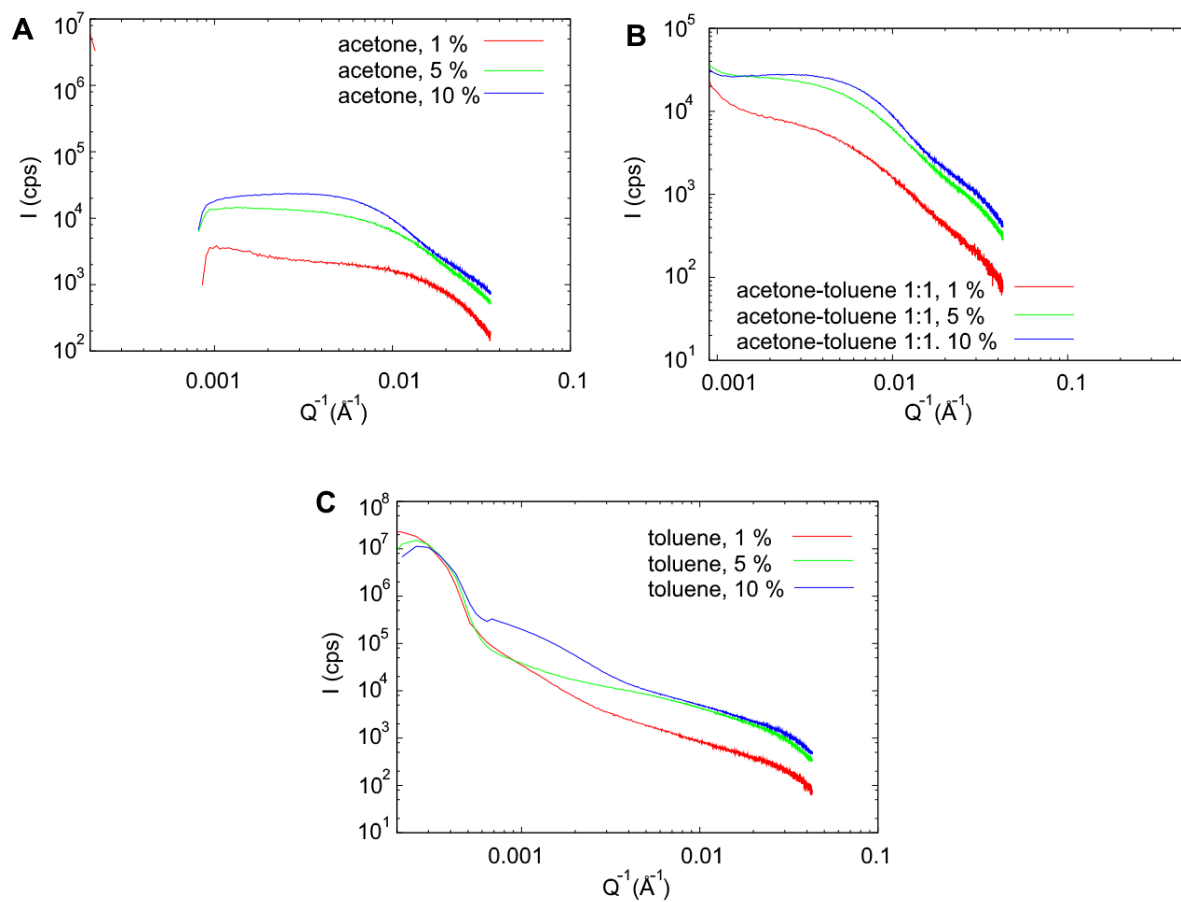 A
10^7
10^6
10^5
10^4
10^3
10^2
I (cps)
acetone, 1 %
acetone, 5 %
acetone, 10 %
0.001
0.01
0.1
Q^-1(Å^-1)
B
10^5
10^4
10^3
10^2
10^1
I (cps)
acetone-toluene 1:1, 1 %
acetone-toluene 1:1, 5 %
acetone-toluene 1:1. 10 %
0.001
0.01
0.1
Q^-1(Å^-1)
C
10^8
10^7
10^6
10^5
10^4
10^3
10^2
10^1
I (cps)
toluene, 1 %
toluene, 5 %
toluene, 10 %
0.001
0.01
0.1
Q^-1(Å^-1)